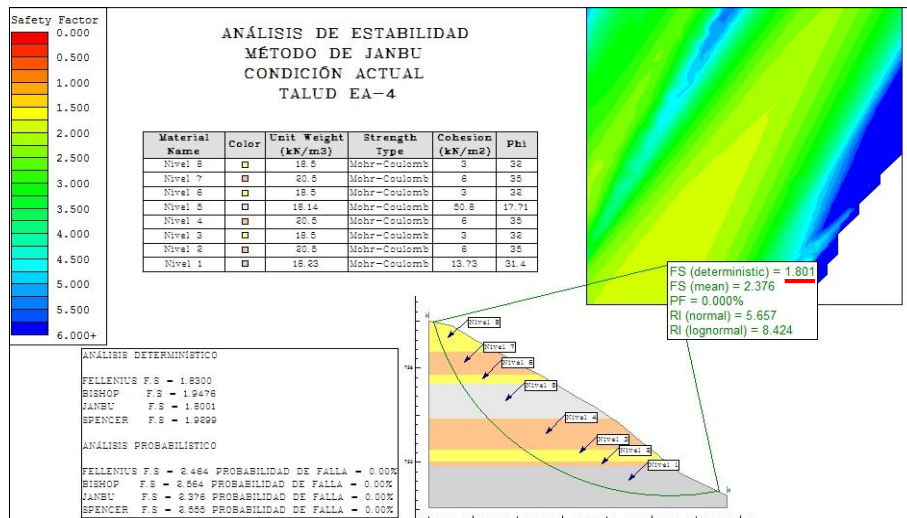 Safety Factor
0.000
0.500
1.000
1.500
2.000
2.500
3.000
3.500
4.000
4.500
5.000
5.500
6.000+
ANÁLISIS DE ESTABILIDAD
MÉTODO DE JANBU
CONDICIÓN ACTUAL
TALUD EA-4
Material Name Color Unit Weight (kN/m3) Strength Type Cohesion (kN/m2) Phi
Nivel 8 18.5 Mohr-Coulomb 3 32
Nivel 7 20.5 Mohr-Coulomb 6 35
Nivel 6 18.5 Mohr-Coulomb 3 32
Nivel 5 18.14 Mohr-Coulomb 50.8 17.71
Nivel 4 20.5 Mohr-Coulomb 6 35
Nivel 3 18.5 Mohr-Coulomb 3 32
Nivel 2 20.5 Mohr-Coulomb 6 35
Nivel 1 18.23 Mohr-Coulomb 13.73 31.4
FS (deterministic) = 1.801
FS (mean) = 2.376
PF = 0.000%
RI (normal) = 5.657
RI (lognormal) = 8.424
Nivel 8
Nivel 7
Nivel 6
Nivel 5
Nivel 4
Nivel 3
Nivel 2
Nivel 1
ANÁLISIS DETERMINÍSTICO
FELLENIUS F.S = 1.8300
BISHOP F.S = 1.9476
JANBU F.S = 1.8001
SPENCER F.S = 1.9299
ANÁLISIS PROBABILÍSTICO
FELLENIUS F.S = 2.464 PROBABILIDAD DE FALLA = 0.00%
BISHOP F.S = 2.564 PROBABILIDAD DE FALLA = 0.00%
JANBU F.S = 2.376 PROBABILIDAD DE FALLA = 0.00%
SPENCER F.S = 2.555 PROBABILIDAD DE FALLA = 0.00%